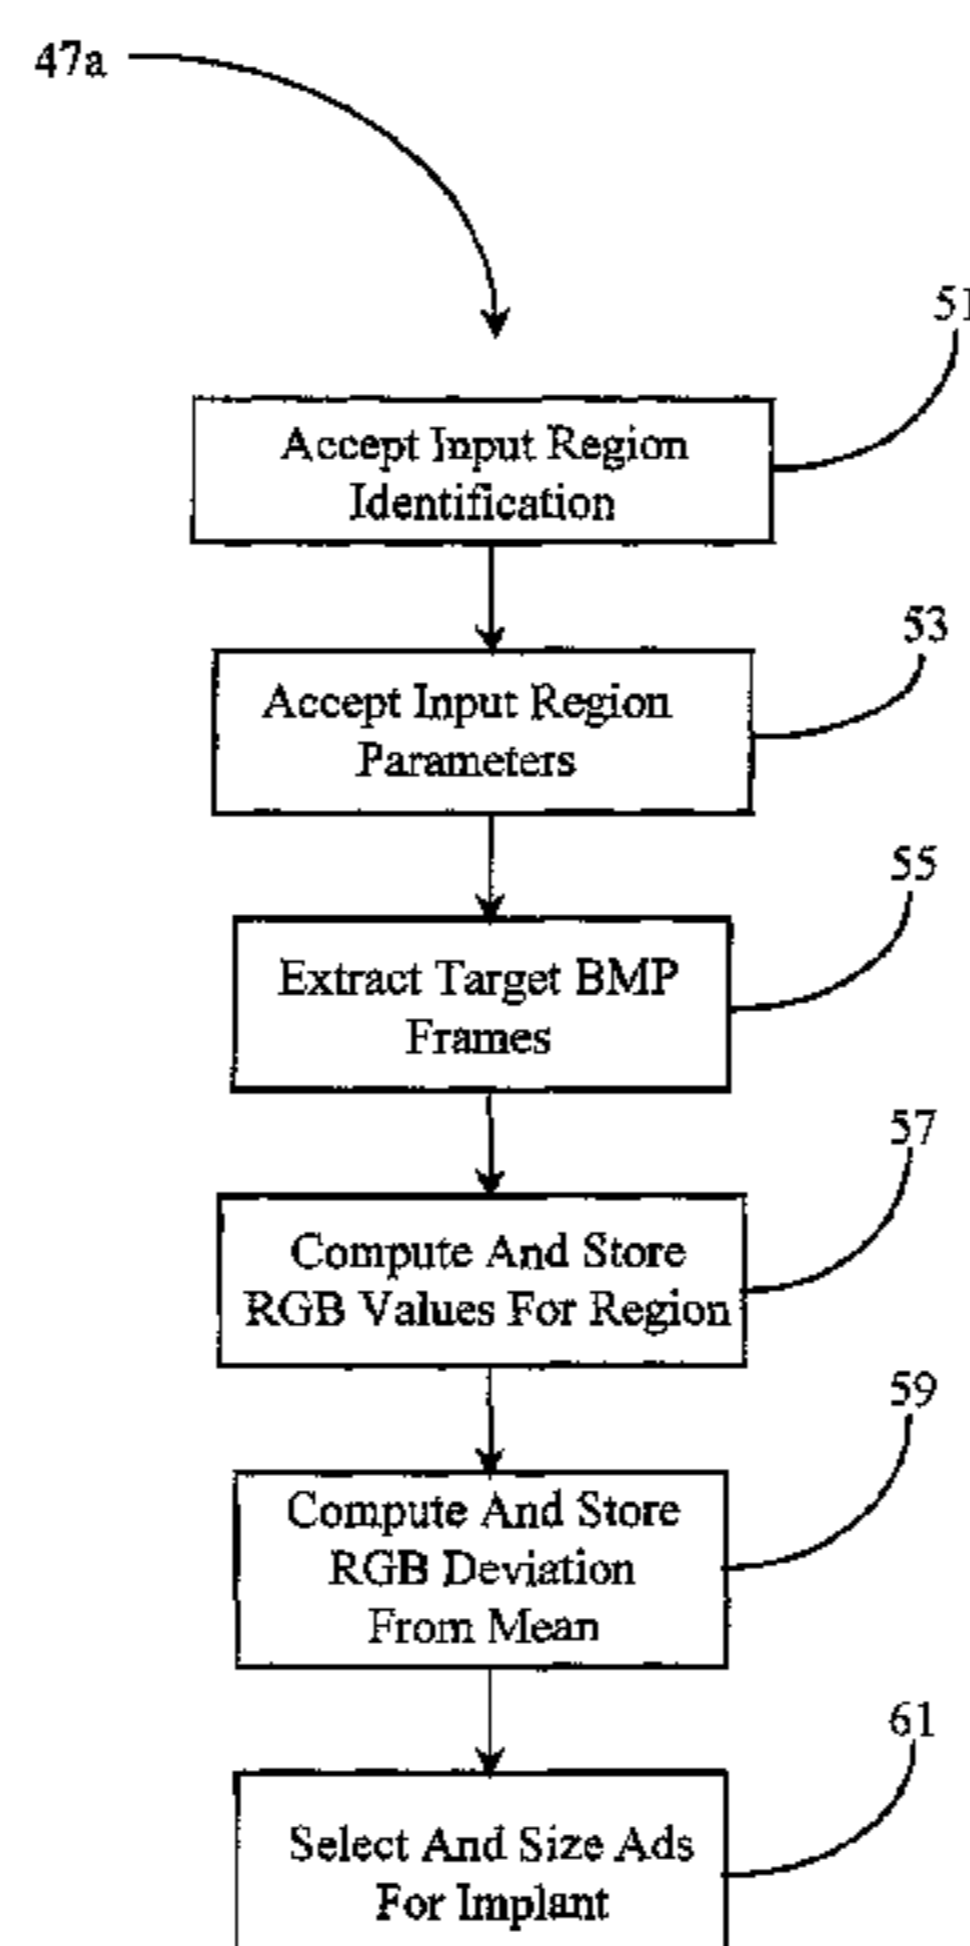 47a
51
Accept Input Region
Identification
53
Accept Input Region
Parameters
55
Extract Target BMP
Frames
57
Compute And Store
RGB Values For Region
59
Compute And Store
RGB Deviation
From Mean
61
Select And Size Ads
For Implant